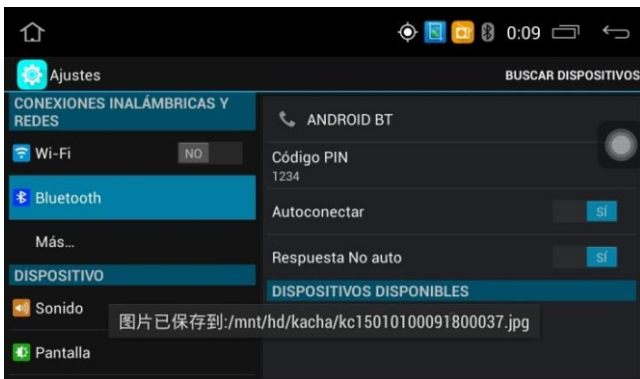 0:09
Ajustes
BUSCAR DISPOSITIVOS
CONEXIONES INALÁMBRICAS Y
REDES
Wi-Fi
NO
Bluetooth
Más...
DISPOSITIVO
Sonido
Pantalla
ANDROID BT
Código PIN
1234
Autoconectar
SÍ
Respuesta No auto
SÍ
DISPOSITIVOS DISPONIBLES
图片已保存到:/mnt/hd/kacha/kc15010100091800037.jpg